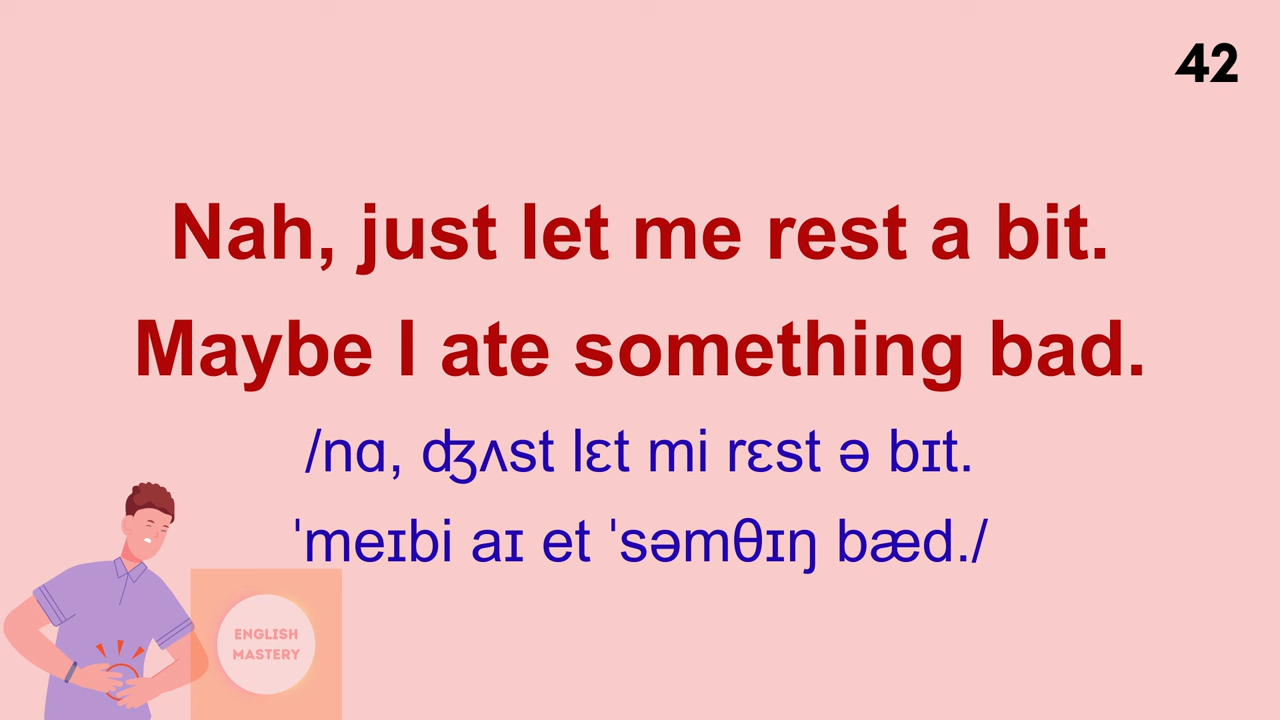 42
Nah, just let me rest a bit.
Maybe I ate something bad.
/nɑ, ʤʌst lɛt mi rɛst ə bɪt.
ˈmeɪbi aɪ et ˈsəmθɪŋ bæd./
ENGLISH
MASTERY